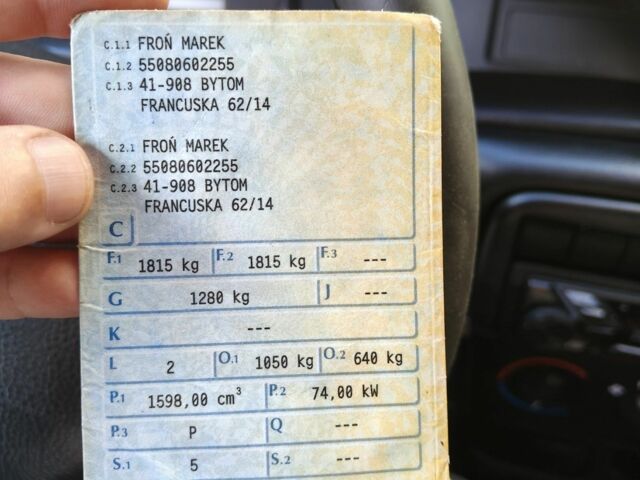 C.1.1 FROŃ MAREK
C.1.2 55080602255
C.1.3 41-908 BYTOM
FRANCUSKA 62/14
C.2.1 FROŃ MAREK
C.2.2 55080602255
C.2.3 41-908 BYTOM
FRANCUSKA 62/14
C
F.1 1815 kg F.2 1815 kg F.3 ---
G 1280 kg J ---
K ---
L 2 O.1 1050 kg O.2 640 kg
P.1 1598,00 cm³ P.2 74,00 kW
P.3 P Q ---
S.1 5 S.2 ---